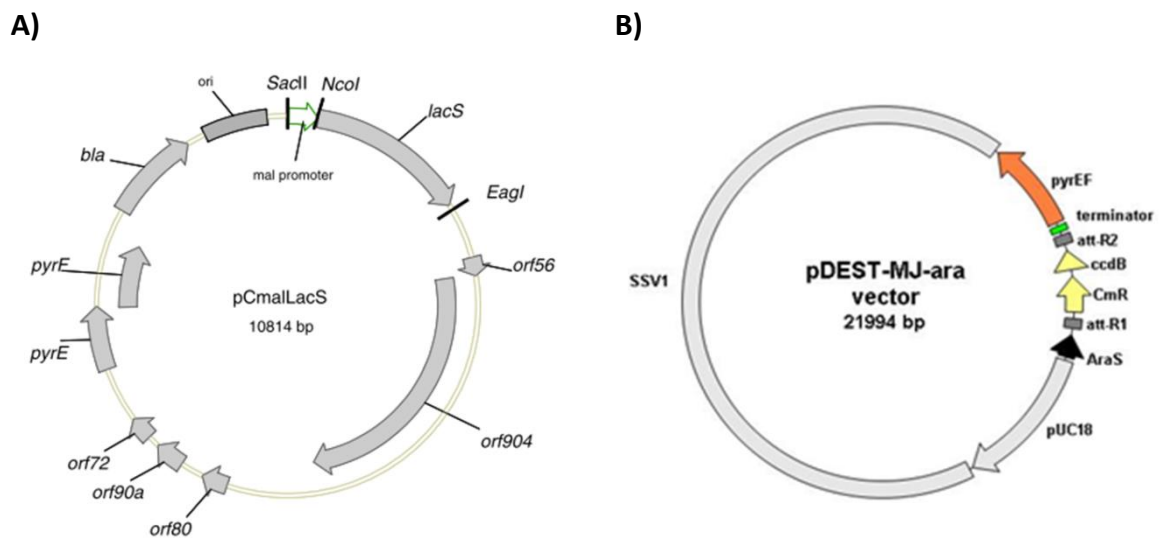 A)
ori
SacII NcoI
lacS
bla
mal promoter
EagI
pyrE
orf56
pCmalLacS
10814 bp
pyrE
orf904
orf72
orf90a
orf80
B)
pyrEF
terminator
att-R2
ccdB
SSV1
pDEST-MJ-ara
vector
21994 bp
CmR
att-R1
AraS
pUC18